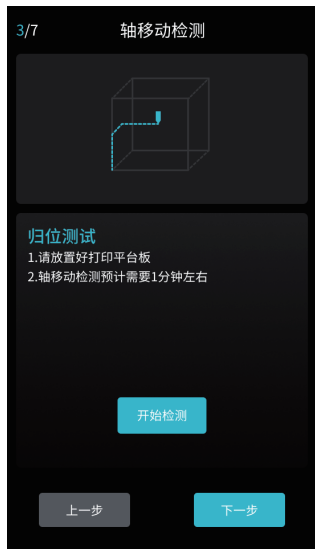 3/7
轴移动检测
归位测试
1.请放置好打印平台板
2.轴移动检测预计需要1分钟左右
开始检测
上一步
下一步